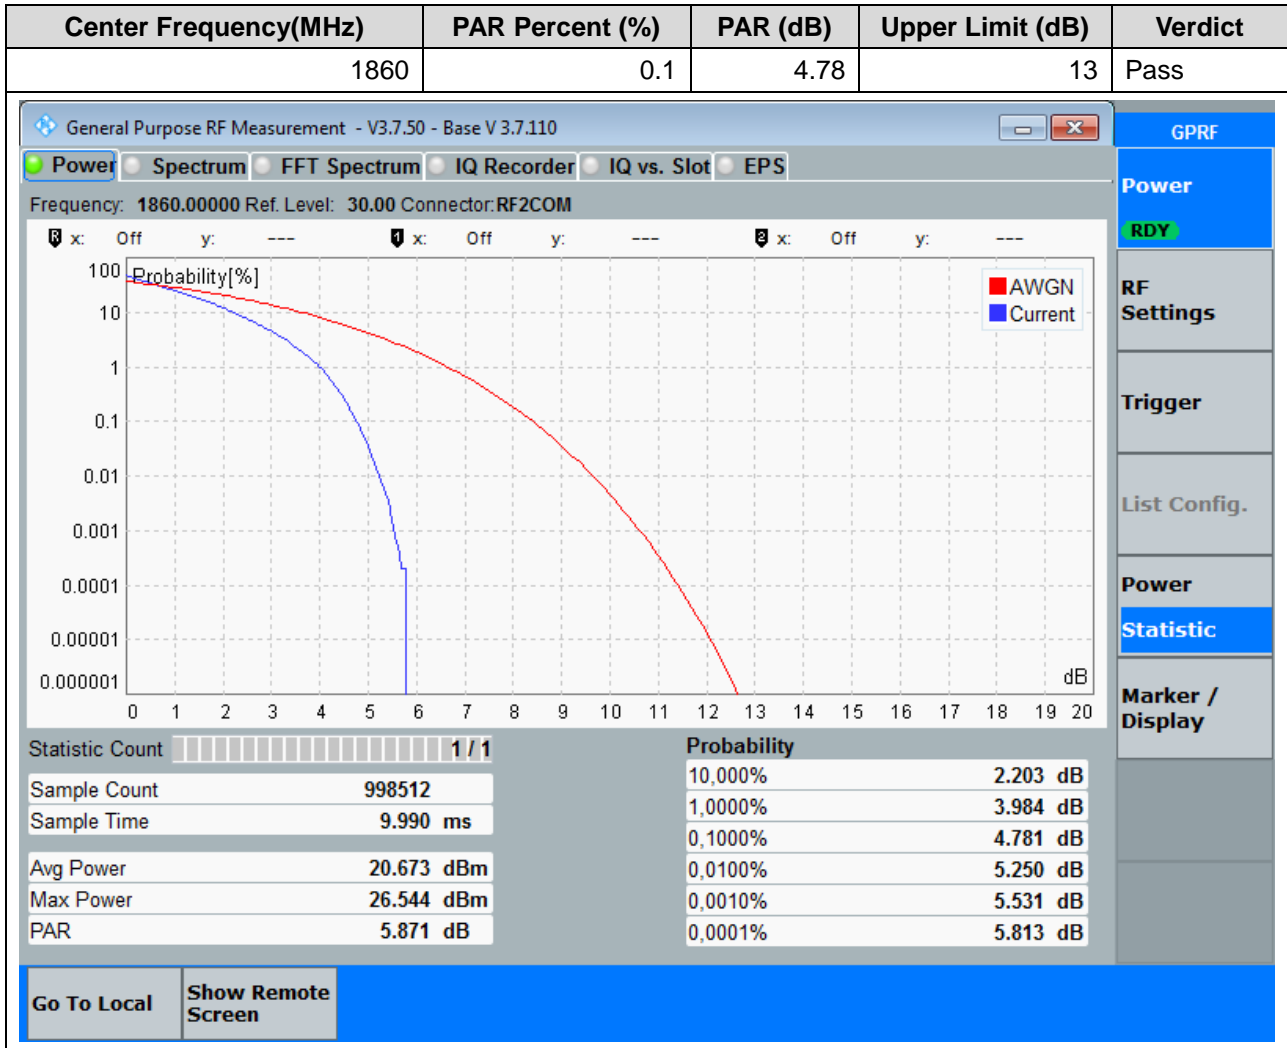 Center Frequency(MHz) PAR Percent (%) PAR (dB) Upper Limit (dB) Verdict
1860 0.1 4.78 13 Pass
General Purpose RF Measurement - V3.7.50 - Base V 3.7.110
GPRF
Power Spectrum FFT Spectrum IQ Recorder IQ vs. Slot EPS
Frequency: 1860.00000 Ref. Level: 30.00 Connector:RF2COM
R x: Off y: --- 1 x: Off y: --- 2 x: Off y: ---
Probability[%]
AWGN
Current
100
10
1
0.1
0.01
0.001
0.0001
0.00001
0.000001
dB
0 1 2 3 4 5 6 7 8 9 10 11 12 13 14 15 16 17 18 19 20
Statistic Count 1 / 1
Sample Count 998512
Sample Time 9.990 ms
Avg Power 20.673 dBm
Max Power 26.544 dBm
PAR 5.871 dB
Probability
10,000% 2.203 dB
1,0000% 3.984 dB
0,1000% 4.781 dB
0,0100% 5.250 dB
0,0010% 5.531 dB
0,0001% 5.813 dB
Power
RDY
RF
Settings
Trigger
List Config.
Power
Statistic
Marker /
Display
Go To Local
Show Remote
Screen